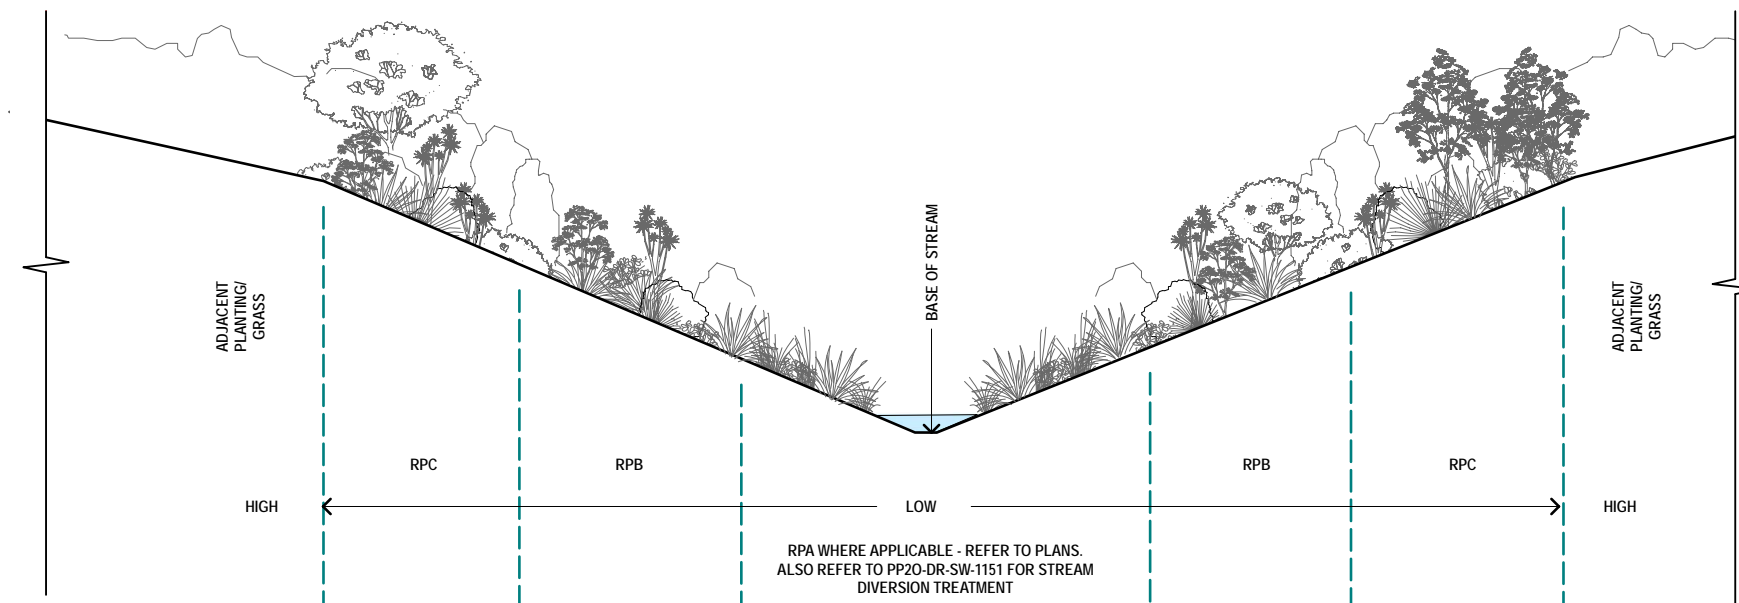 BASE OF STREAM
ADJACENT
PLANTING/
GRASS
ADJACENT
PLANTING/
GRASS
RPC
RPB
RPB
RPC
HIGH
LOW
HIGH
RPA WHERE APPLICABLE - REFER TO PLANS.
ALSO REFER TO PP2O-DR-SW-1151 FOR STREAM
DIVERSION TREATMENT